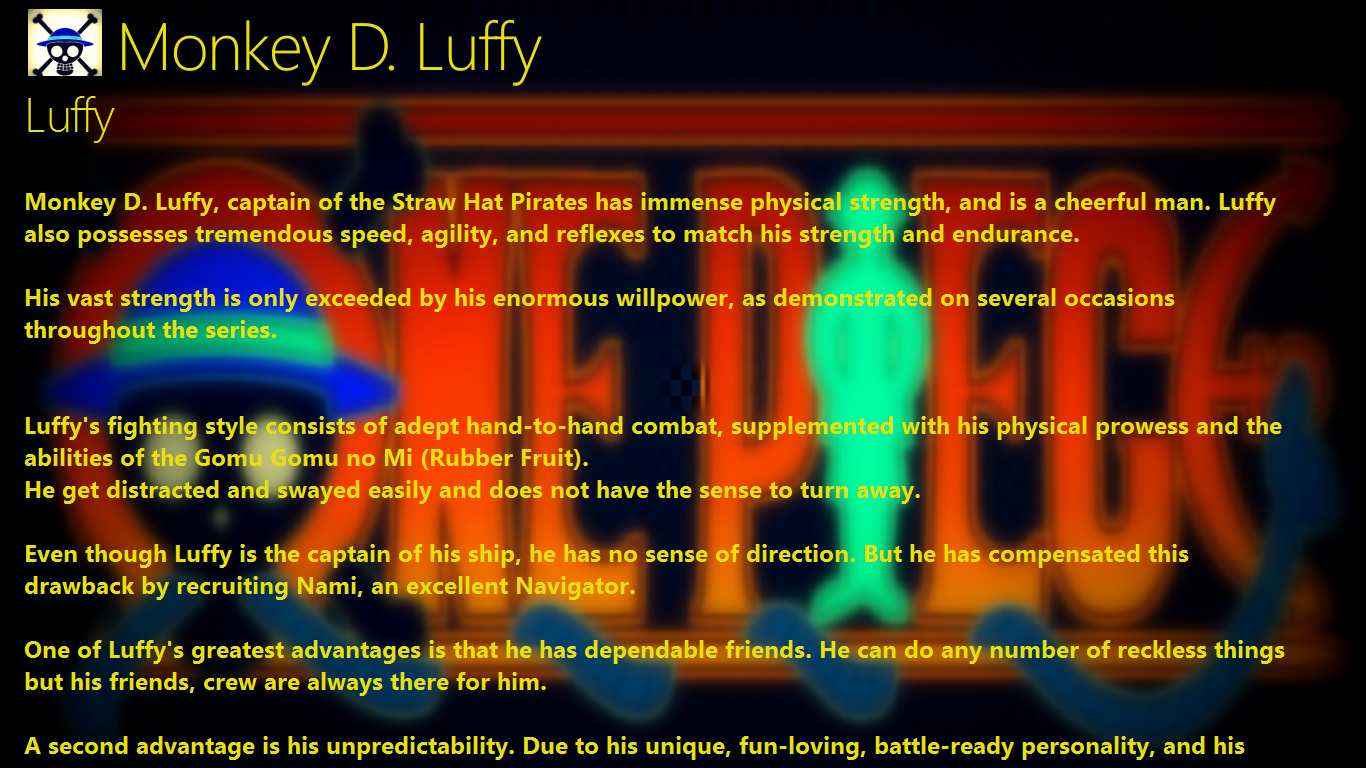 Monkey D. Luffy
Luffy
Monkey D. Luffy, captain of the Straw Hat Pirates has immense physical strength, and is a cheerful man. Luffy
also possesses tremendous speed, agility, and reflexes to match his strength and endurance.
His vast strength is only exceeded by his enormous willpower, as demonstrated on several occasions
throughout the series.
Luffy's fighting style consists of adept hand-to-hand combat, supplemented with his physical prowess and the
abilities of the Gomu Gomu no Mi (Rubber Fruit).
He get distracted and swayed easily and does not have the sense to turn away.
Even though Luffy is the captain of his ship, he has no sense of direction. But he has compensated this
drawback by recruiting Nami, an excellent Navigator.
One of Luffy's greatest advantages is that he has dependable friends. He can do any number of reckless things
but his friends, crew are always there for him.
A second advantage is his unpredictability. Due to his unique, fun-loving, battle-ready personality, and his
ONE PIECE